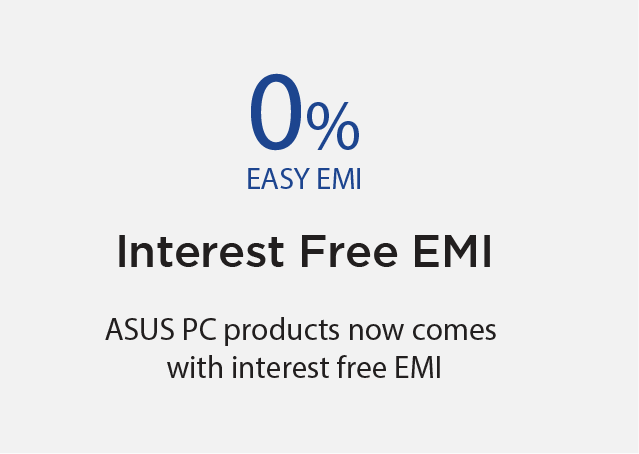 0%
EASY EMI
Interest Free EMI
ASUS PC products now comes
with interest free EMI